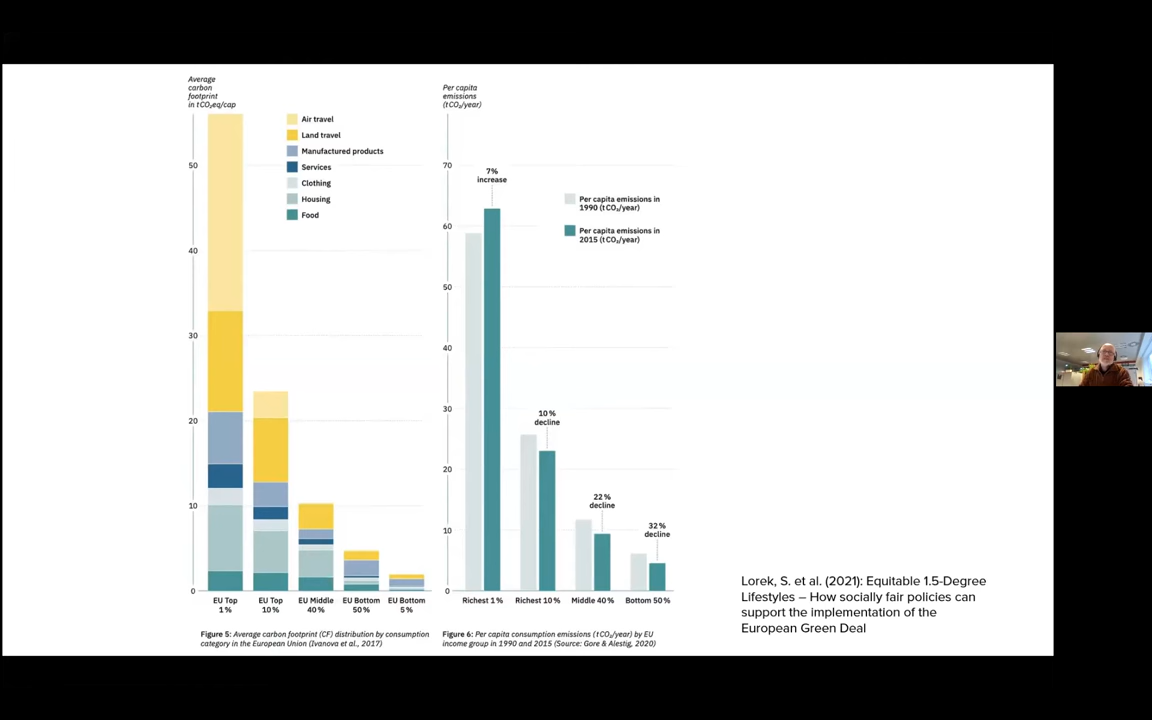 Average
carbon
footprint
in tCO₂eq/cap
50
40
30
20
10
0
Air travel
Land travel
Manufactured products
Services
Clothing
Housing
Food
EU Top
1 %
EU Top
10 %
EU Middle
40 %
EU Bottom
50 %
EU Bottom
5 %
Figure 5: Average carbon footprint (CF) distribution by consumption
category in the European Union (Ivanova et al., 2017)
Per capita
emissions
(tCO₂/year)
70
60
50
40
30
20
10
0
7%
increase
10 %
decline
22 %
decline
32 %
decline
Per capita emissions in
1990 (tCO₂/year)
Per capita emissions in
2015 (tCO₂/year)
Richest 1 %
Richest 10 %
Middle 40 %
Bottom 50 %
Figure 6: Per capita consumption emissions (tCO₂/year) by EU
income group in 1990 and 2015 (Source: Gore & Alestig, 2020)
Lorek, S. et al. (2021): Equitable 1.5-Degree
Lifestyles – How socially fair policies can
support the implementation of the
European Green Deal